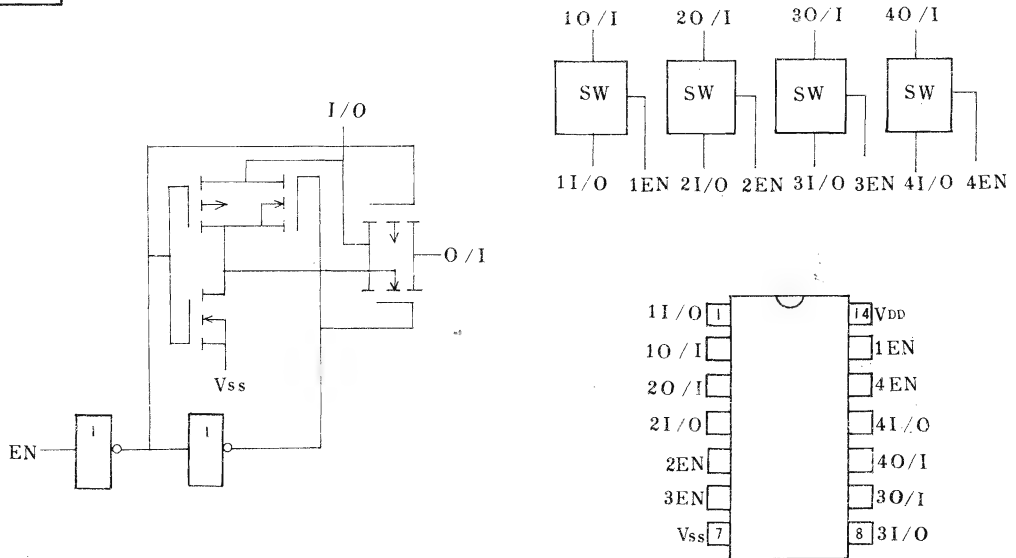 1O/I 2O/I 3O/I 4O/I
SW SW SW SW
1I/O 1EN 2I/O 2EN 3I/O 3EN 4I/O 4EN
I/O
O/I
Vss
EN
1 1
1I/O 1 14 VDD
1O/I 1EN
2O/I 4EN
2I/O 4I/O
2EN 4O/I
3EN 3O/I
Vss 7 8 3I/O